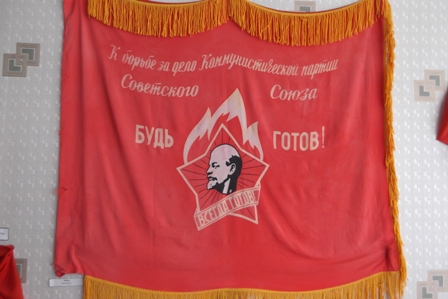 К борьбе за дело Коммунистической партии
Советского Союза
БУДЬ ГОТОВ!
ВСЕГДА ГОТОВ